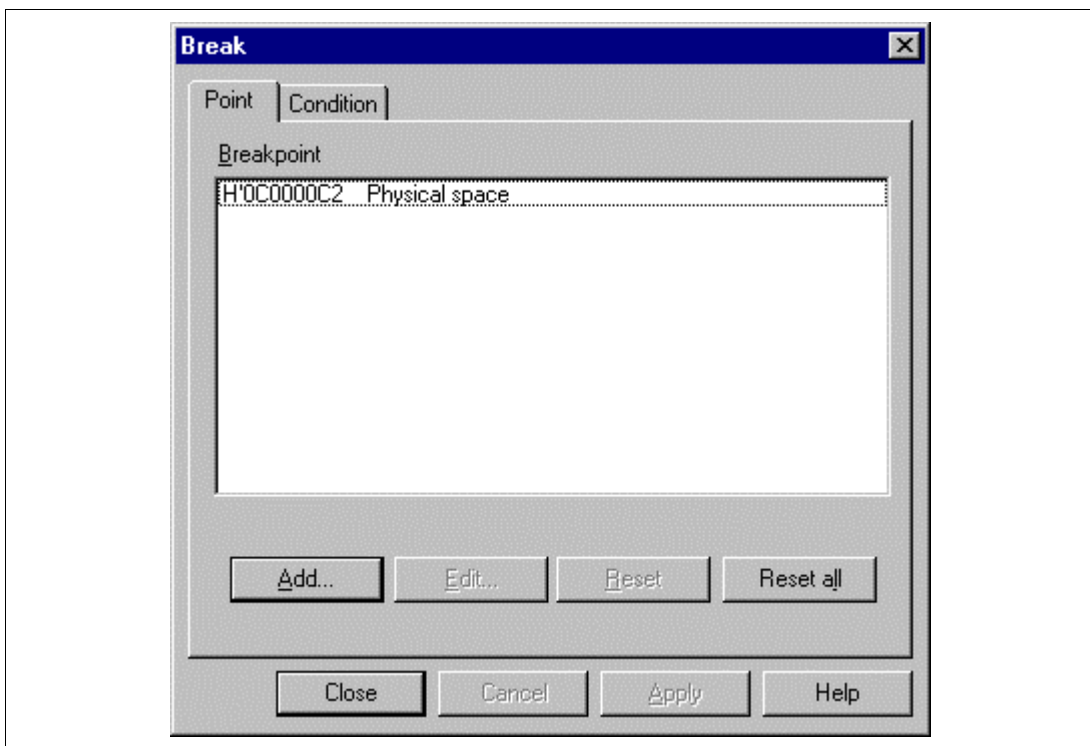 Break
Point Condition
Breakpoint
H'0C0000C2 Physical space
Add... Edit... Reset Reset all
Close Cancel Apply Help